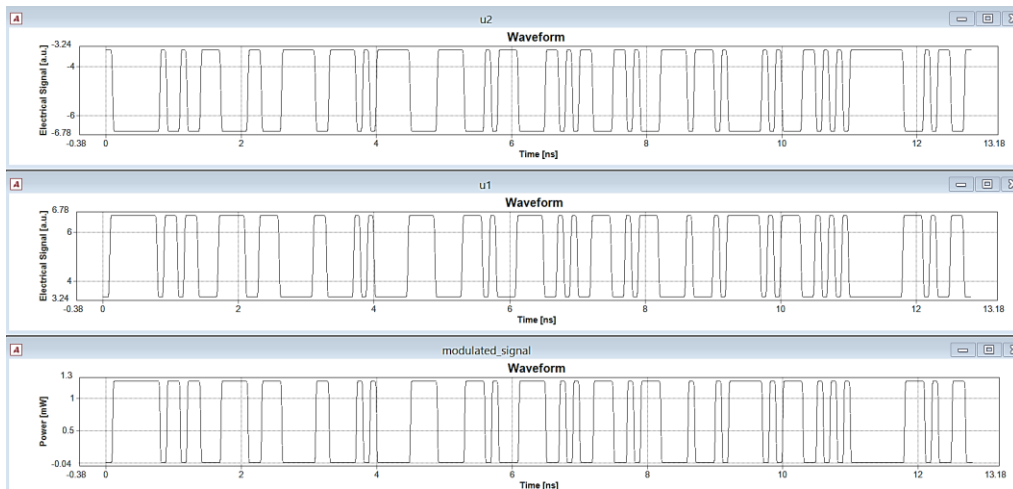 u2
Waveform
-3.24
-4
-6
-6.78
Electrical Signal [a.u.]
-0.38 0 2 4 6 8 10 12 13.18
Time [ns]
u1
Waveform
6.78
6
4
3.24
Electrical Signal [a.u.]
-0.38 0 2 4 6 8 10 12 13.18
Time [ns]
modulated_signal
Waveform
1.3
1
0.5
-0.04
Power [mW]
-0.38 0 2 4 6 8 10 12 13.18
Time [ns]